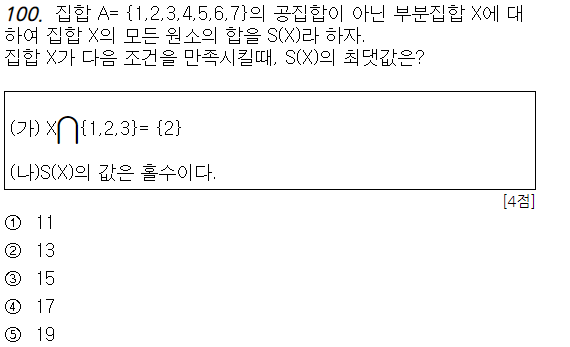 100. 집합 A= {1,2,3,4,5,6,7}의 공집합이 아닌 부분집합 X에 대
하여 집합 X의 모든 원소의 합을 S(X)라 하자.
집합 X가 다음 조건을 만족시킬때, S(X)의 최댓값은?
(가) X⋂{1,2,3}= {2}
(나)S(X)의 값은 홀수이다.
[4점]
① 11
② 13
③ 15
④ 17
⑤ 19